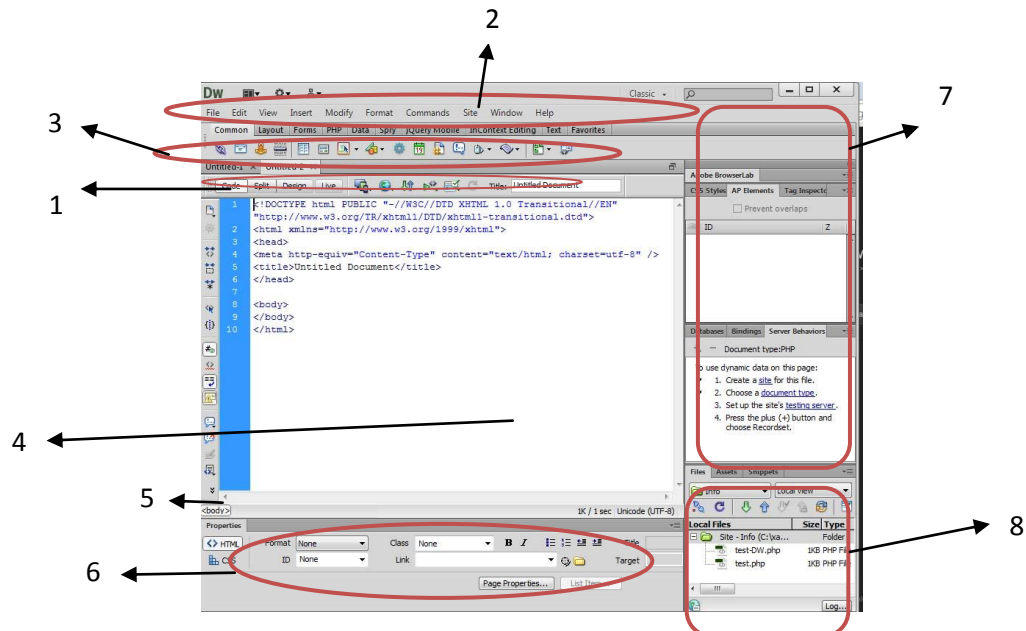 2
7
3
1
4
5
6
8
DW
Classic
File Edit View Insert Modify Format Commands Site Window Help
Common Layout Forms PHP Data Spry jQuery Mobile InContext Editing Text Favorites
Untitled-1 × Untitled-2 ×
Code Split Design Live Title: Untitled Document
1 <!DOCTYPE html PUBLIC "-//W3C//DTD XHTML 1.0 Transitional//EN"
"http://www.w3.org/TR/xhtml1/DTD/xhtml1-transitional.dtd">
2 <html xmlns="http://www.w3.org/1999/xhtml">
3 <head>
4 <meta http-equiv="Content-Type" content="text/html; charset=utf-8" />
5 <title>Untitled Document</title>
6 </head>
7
8 <body>
9 </body>
10 </html>
<body>
1K / 1 sec Unicode (UTF-8)
Properties
<> HTML Format None Class None B I Title
CSS ID None Link Target
Page Properties... List Item...
Adobe BrowserLab
CSS Styles AP Elements Tag Inspecto
Prevent overlaps
ID Z
Databases Bindings Server Behaviors
Document type:PHP
To use dynamic data on this page:
1. Create a site for this file.
2. Choose a document type.
3. Set up the site's testing server.
4. Press the plus (+) button and
choose Recordset.
Files Assets Snippets
Info Local view
Local Files Size Type
Site - Info (C:\xa... Folder
test-DW.php 1KB PHP File
test.php 1KB PHP File
Log...